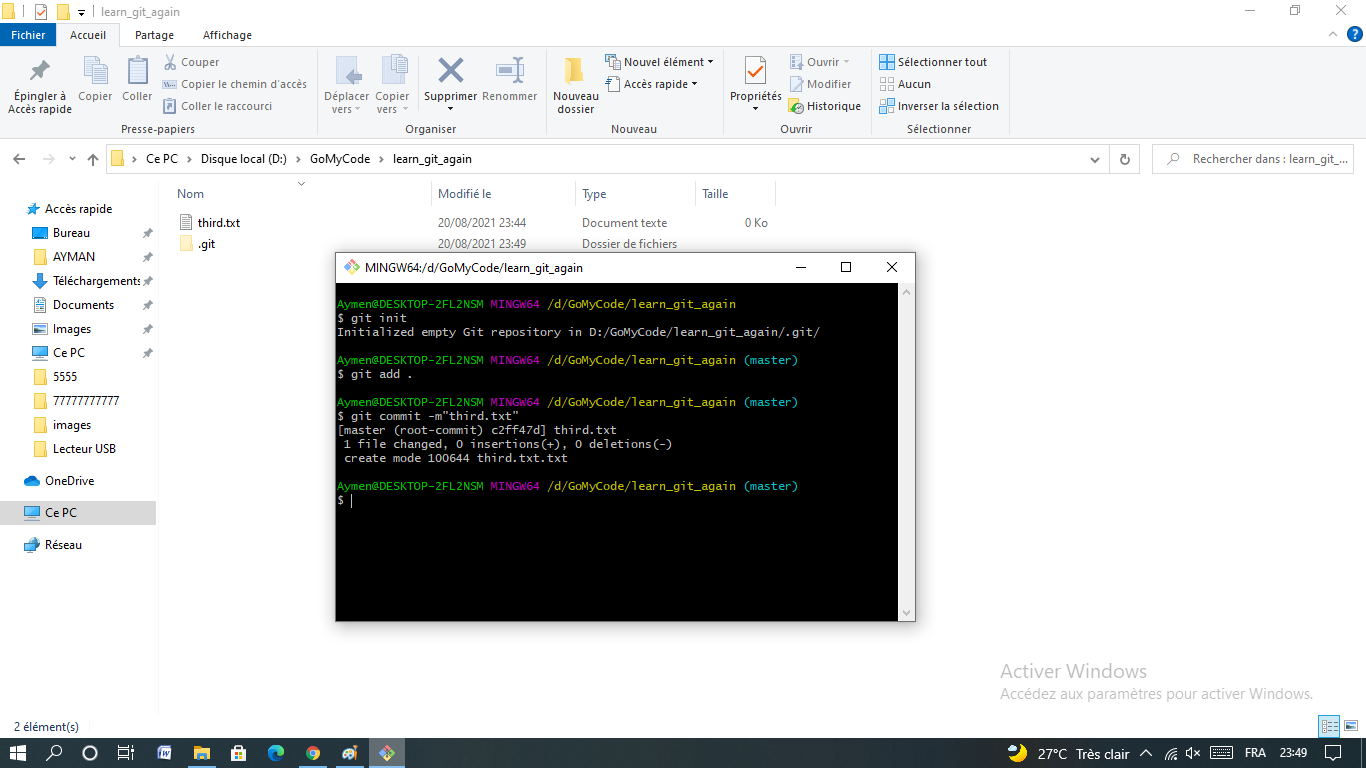 learn_git_again
Fichier Accueil Partage Affichage
Épingler à Accès rapide
Copier
Coller
Couper
Copier le chemin d'accès
Coller le raccourci
Presse-papiers
Déplacer vers
Copier vers
Supprimer
Renommer
Organiser
Nouveau dossier
Nouvel élément
Accès rapide
Nouveau
Propriétés
Ouvrir
Modifier
Historique
Ouvrir
Sélectionner tout
Aucun
Inverser la sélection
Sélectionner
Ce PC > Disque local (D:) > GoMyCode > learn_git_again
Rechercher dans : learn_git_...
Accès rapide
Bureau
AYMAN
Téléchargements
Documents
Images
Ce PC
5555
77777777777
images
Lecteur USB
OneDrive
Ce PC
Réseau
Nom Modifié le Type Taille
third.txt 20/08/2021 23:44 Document texte 0 Ko
.git 20/08/2021 23:49 Dossier de fichiers
MINGW64:/d/GoMyCode/learn_git_again
Aymen@DESKTOP-2FL2NSM MINGW64 /d/GoMyCode/learn_git_again
$ git init
Initialized empty Git repository in D:/GoMyCode/learn_git_again/.git/
Aymen@DESKTOP-2FL2NSM MINGW64 /d/GoMyCode/learn_git_again (master)
$ git add .
Aymen@DESKTOP-2FL2NSM MINGW64 /d/GoMyCode/learn_git_again (master)
$ git commit -m"third.txt"
[master (root-commit) c2ff47d] third.txt
1 file changed, 0 insertions(+), 0 deletions(-)
create mode 100644 third.txt.txt
Aymen@DESKTOP-2FL2NSM MINGW64 /d/GoMyCode/learn_git_again (master)
$
Activer Windows
Accédez aux paramètres pour activer Windows.
2 élément(s)
27°C Très clair FRA 23:49